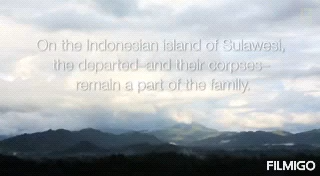 On the Indonesian island of Sulawesi,
the departed–and their corpses–
remain a part of the family.
FILMIGO